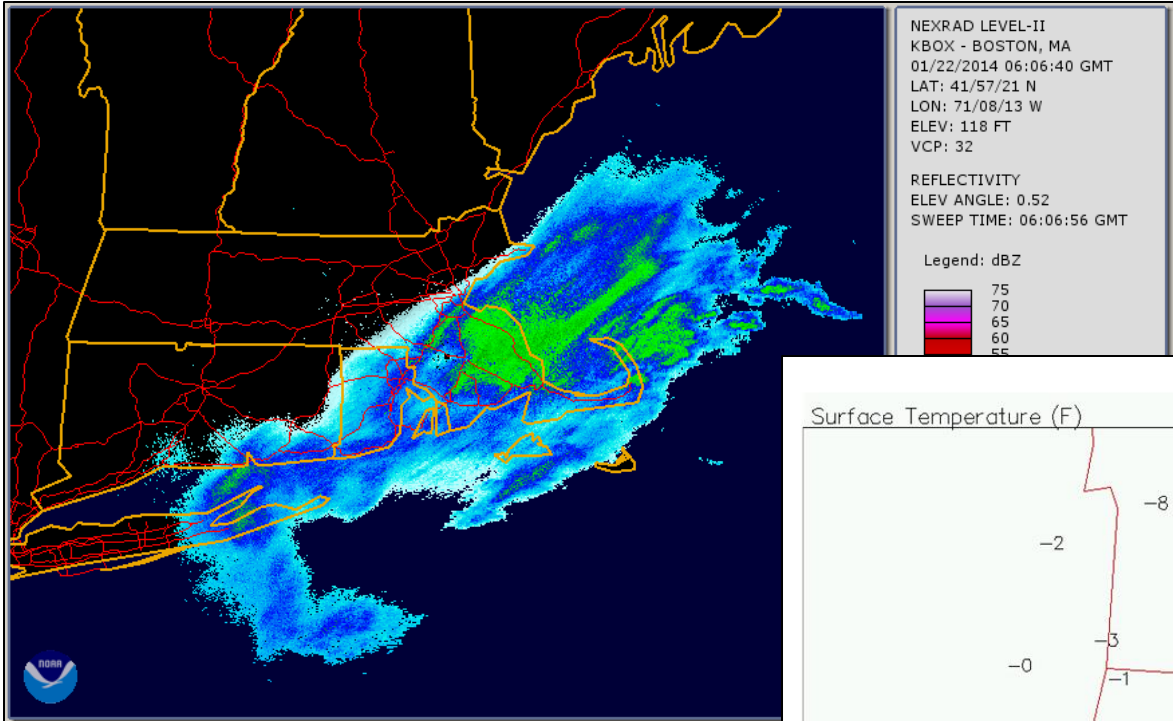 NEXRAD LEVEL-II
KBOX - BOSTON, MA
01/22/2014 06:06:40 GMT
LAT: 41/57/21 N
LON: 71/08/13 W
ELEV: 118 FT
VCP: 32
REFLECTIVITY
ELEV ANGLE: 0.52
SWEEP TIME: 06:06:56 GMT
Legend: dBZ
75
70
65
60
55
Surface Temperature (F)
-8
-2
-3
-0
-1
NOAA